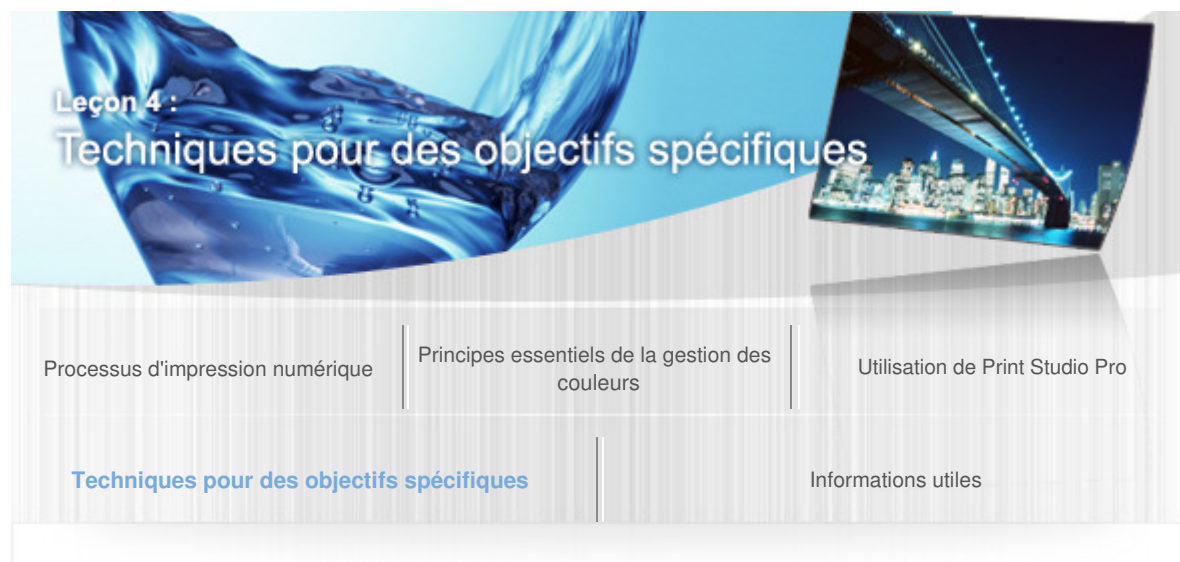 Leçon 4 :
Techniques pour des objectifs spécifiques
Processus d'impression numérique
Principes essentiels de la gestion des
couleurs
Utilisation de Print Studio Pro
Techniques pour des objectifs spécifiques
Informations utiles